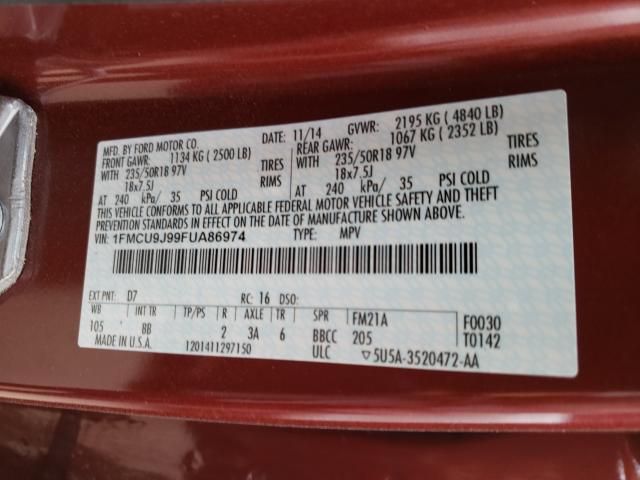 MFD. BY FORD MOTOR CO. 11/14 GVWR: 2195 KG ( 4840 LB)
FRONT GAWR: 1134 KG ( 2500 LB) REAR GAWR: 1067 KG ( 2352 LB)
WITH 235/50R18 97V TIRES WITH 235/50R18 97V TIRES
18x7.5J RIMS 18x7.5J RIMS
AT 240 kPa/ 35 PSI COLD AT 240 kPa/ 35 PSI COLD
THIS VEHICLE CONFORMS TO ALL APPLICABLE FEDERAL MOTOR VEHICLE SAFETY AND THEFT
PREVENTION STANDARDS IN EFFECT ON THE DATE OF MANUFACTURE SHOWN ABOVE.
VIN: 1FMCU9J99FUA86974 TYPE: MPV
EXT PNT: D7 RC: 16 DSO:
WB INT TR TP/PS R AXLE TR SPR FM21A F0030
105 BB 2 3A 6 BBCC 205 T0142
MADE IN U.S.A. 1201411297150 ULC ▽5U5A-3520472-AA